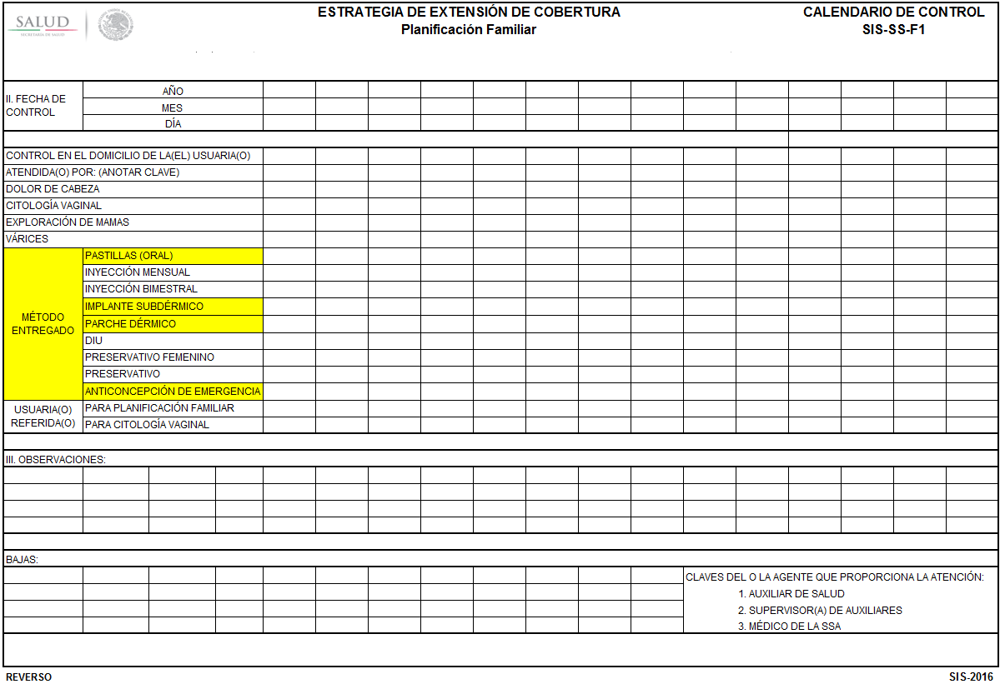 SALUD
SECRETARÍA DE SALUD
ESTRATEGIA DE EXTENSIÓN DE COBERTURA
Planificación Familiar
CALENDARIO DE CONTROL
SIS-SS-F1
II. FECHA DE
CONTROL
AÑO
MES
DÍA
CONTROL EN EL DOMICILIO DE LA(EL) USUARIA(O)
ATENDIDA(O) POR: (ANOTAR CLAVE)
DOLOR DE CABEZA
CITOLOGÍA VAGINAL
EXPLORACIÓN DE MAMAS
VÁRICES
MÉTODO
ENTREGADO
PASTILLAS (ORAL)
INYECCIÓN MENSUAL
INYECCIÓN BIMESTRAL
IMPLANTE SUBDÉRMICO
PARCHE DÉRMICO
DIU
PRESERVATIVO FEMENINO
PRESERVATIVO
ANTICONCEPCIÓN DE EMERGENCIA
USUARIA(O)
REFERIDA(O)
PARA PLANIFICACIÓN FAMILIAR
PARA CITOLOGÍA VAGINAL
III. OBSERVACIONES:
BAJAS:
CLAVES DEL O LA AGENTE QUE PROPORCIONA LA ATENCIÓN:
1. AUXILIAR DE SALUD
2. SUPERVISOR(A) DE AUXILIARES
3. MÉDICO DE LA SSA
REVERSO
SIS-2016